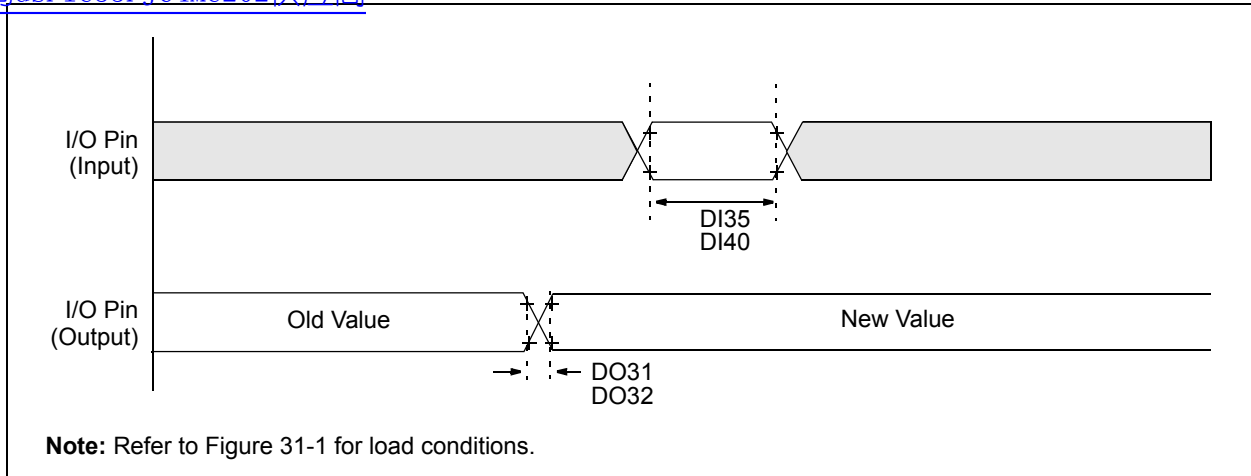 I/O Pin
(Input)
DI35
DI40
I/O Pin
(Output)
Old Value
New Value
DO31
DO32
Note: Refer to Figure 31-1 for load conditions.